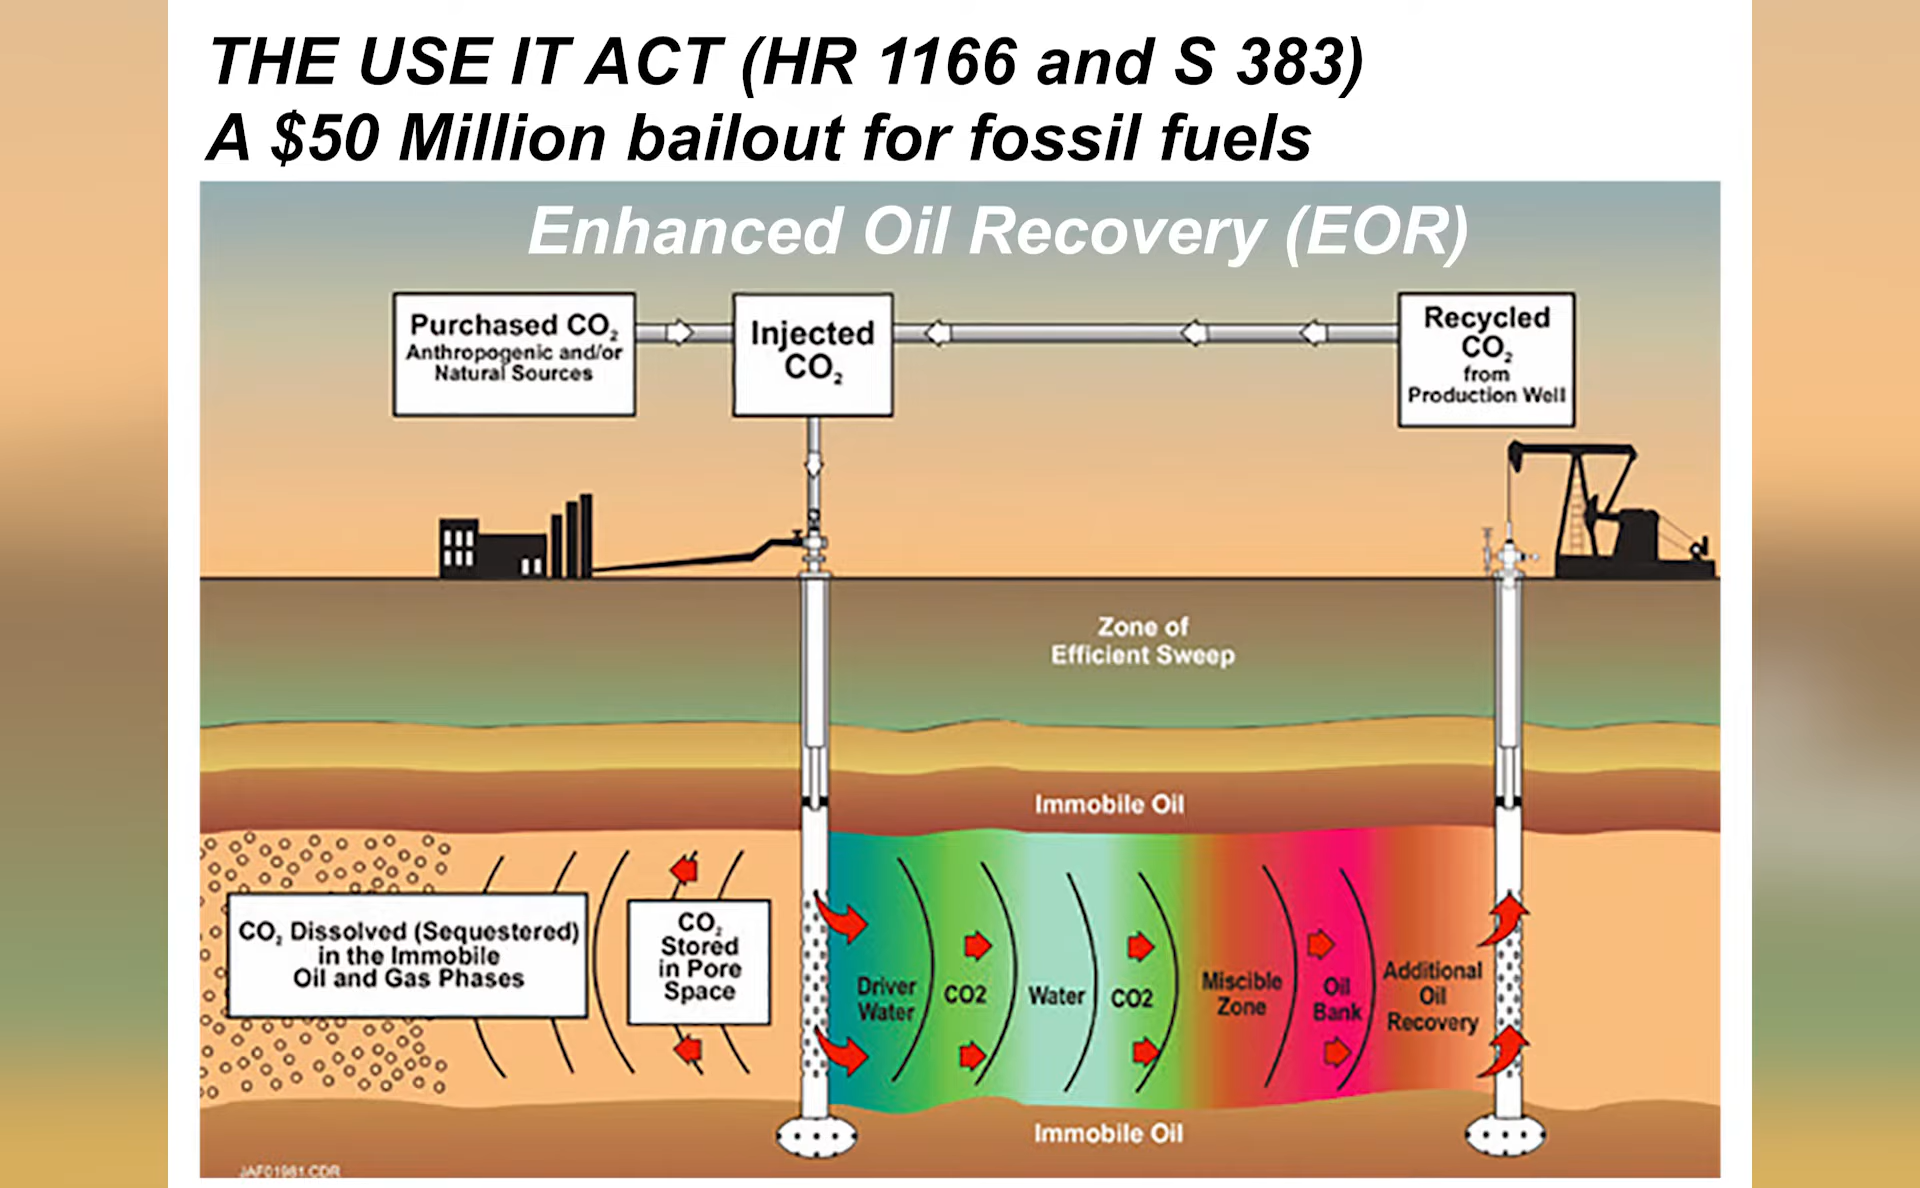 THE USE IT ACT (HR 1166 and S 383)
A $50 Million bailout for fossil fuels
Enhanced Oil Recovery (EOR)
Purchased CO₂
Anthropogenic and/or
Natural Sources
Injected
CO₂
Recycled
CO₂
from
Production Well
Zone of
Efficient Sweep
Immobile Oil
CO₂ Dissolved (Sequestered)
in the Immobile
Oil and Gas Phases
CO₂
Stored
in Pore
Space
Driver
Water
CO2
Water
CO2
Miscible
Zone
Oil
Bank
Additional
Oil
Recovery
Immobile Oil
JAF01981.CDR